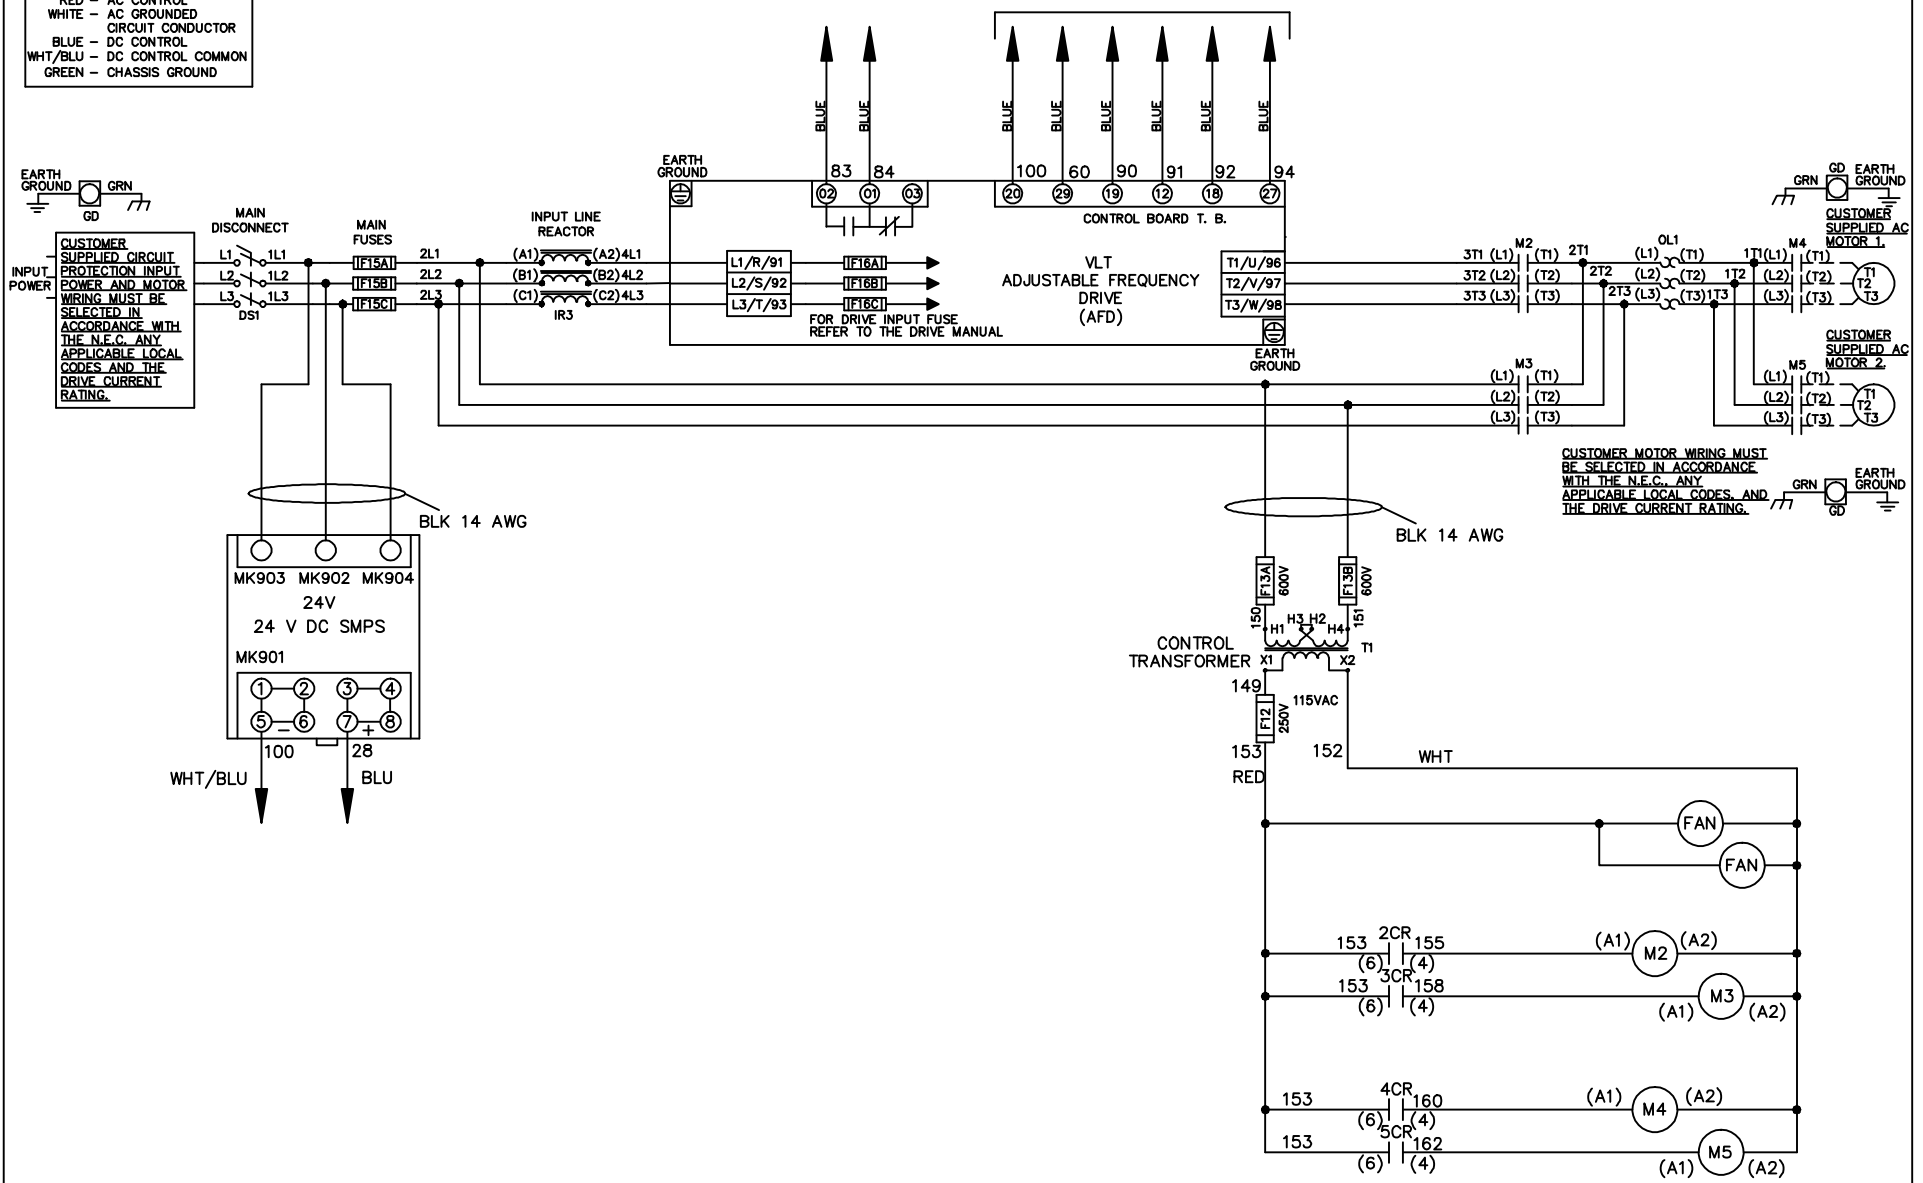 RED – AC CONTROL
WHITE – AC GROUNDED
CIRCUIT CONDUCTOR
BLUE – DC CONTROL
WHT/BLU – DC CONTROL COMMON
GREEN – CHASSIS GROUND
BLUE
BLUE
BLUE
BLUE
BLUE
BLUE
BLUE
BLUE
83 84
100 60 90 91 92 94
02 01 03
20 29 19 12 18 27
CONTROL BOARD T. B.
EARTH
GROUND
GRN
GD
EARTH
GROUND
GD
GRN
EARTH
GROUND
INPUT
POWER
CUSTOMER
SUPPLIED CIRCUIT
PROTECTION INPUT
POWER AND MOTOR
WIRING MUST BE
SELECTED IN
ACCORDANCE WITH
THE N.E.C. ANY
APPLICABLE LOCAL
CODES AND THE
DRIVE CURRENT
RATING.
MAIN
DISCONNECT
L1 1L1
L2 1L2
L3 1L3
DS1
MAIN
FUSES
F15A
F15B
F15C
2L1
2L2
2L3
INPUT LINE
REACTOR
(A1) (A2) 4L1
(B1) (B2) 4L2
(C1) (C2) 4L3
IR3
L1/R/91
L2/S/92
L3/T/93
F16A
F16B
F16C
FOR DRIVE INPUT FUSE
REFER TO THE DRIVE MANUAL
VLT
ADJUSTABLE FREQUENCY
DRIVE
(AFD)
T1/U/96
T2/V/97
T3/W/98
EARTH
GROUND
M2
3T1 (L1) (T1) 2T1
3T2 (L2) (T2) 2T2
3T3 (L3) (T3) 2T3
OL1
(L1) (T1) 1T1
(L2) (T2) 1T2
(L3) (T3) 1T3
M4
(L1) (T1)
(L2) (T2)
(L3) (T3)
CUSTOMER
SUPPLIED AC
MOTOR 1.
T1
T2
T3
M3
(L1) (T1)
(L2) (T2)
(L3) (T3)
M5
(L1) (T1)
(L2) (T2)
(L3) (T3)
CUSTOMER
SUPPLIED AC
MOTOR 2.
T1
T2
T3
CUSTOMER MOTOR WIRING MUST
BE SELECTED IN ACCORDANCE
WITH THE N.E.C., ANY
APPLICABLE LOCAL CODES, AND
THE DRIVE CURRENT RATING.
GRN
GD
EARTH
GROUND
BLK 14 AWG
MK903 MK902 MK904
24V
24 V DC SMPS
MK901
1 2 3 4
5 – 6 7 + 8
100 28
WHT/BLU BLU
BLK 14 AWG
F13A
600V
F13B
600V
150
151
H1 H3 H2 H4
T1
CONTROL
TRANSFORMER
X1 X2
149
115VAC
F12
250V
153 152
RED
WHT
FAN
FAN
2CR
153 155
(6) (4)
(A1) M2 (A2)
3CR
153 158
(6) (4)
(A1) M3 (A2)
4CR
153 160
(6) (4)
(A1) M4 (A2)
5CR
153 162
(6) (4)
(A1) M5 (A2)